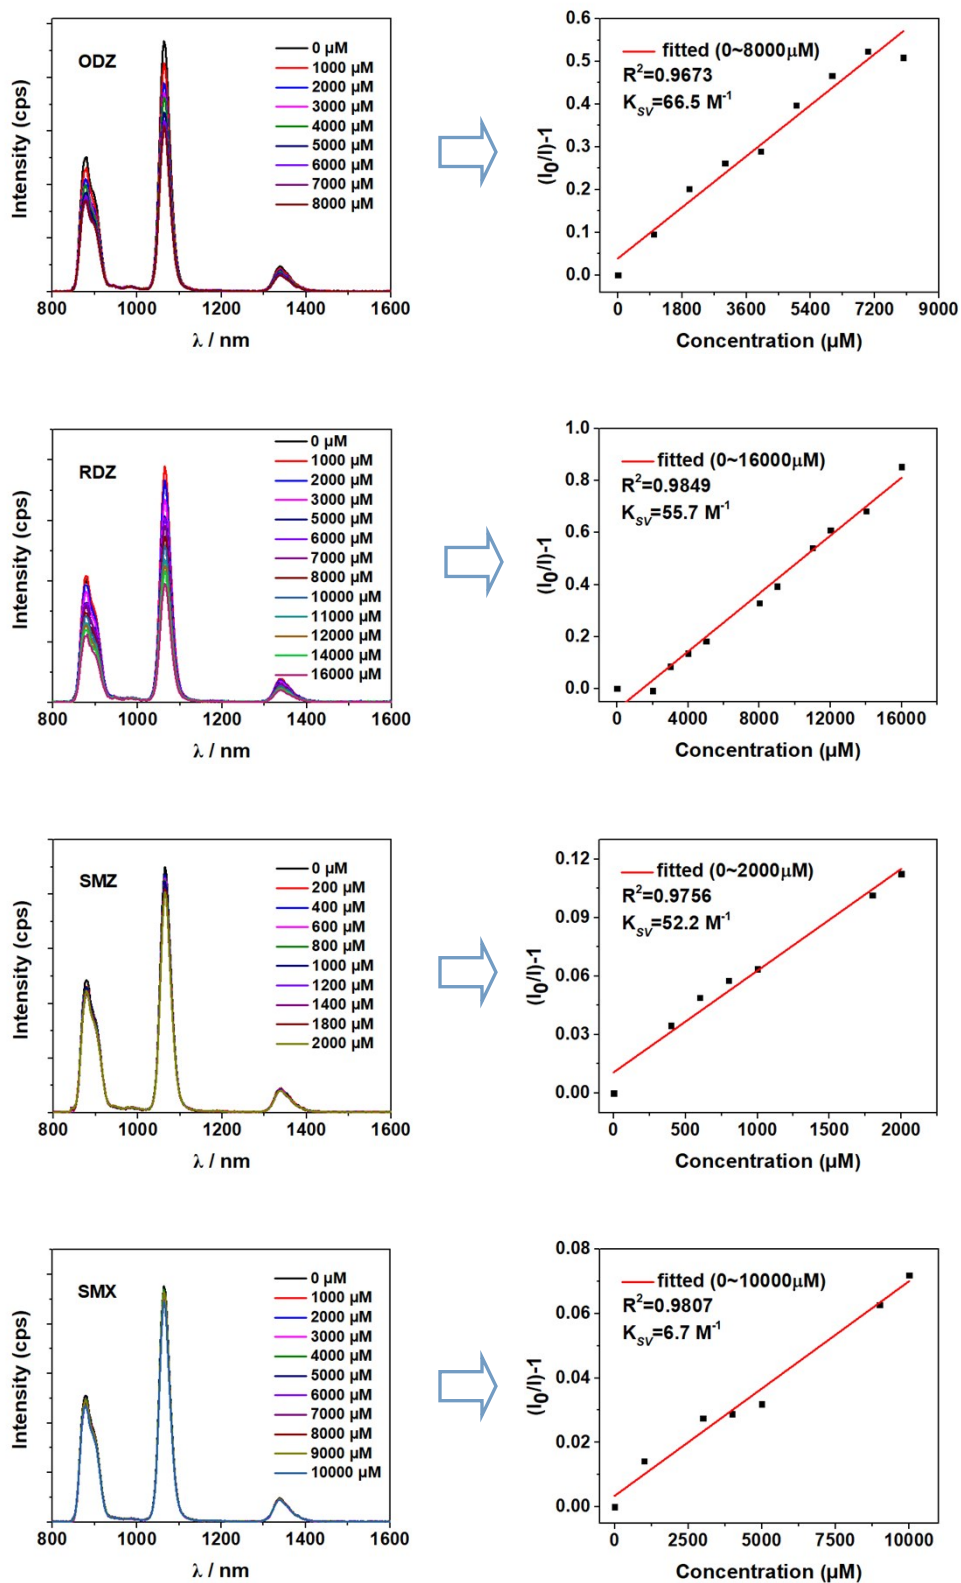 ODZ
0 μM
1000 μM
2000 μM
3000 μM
4000 μM
5000 μM
6000 μM
7000 μM
8000 μM
Intensity (cps)
800 1000 1200 1400 1600
λ / nm
fitted (0~8000μM)
R²=0.9673
K_SV=66.5 M⁻¹
(I₀/I)-1
0.6
0.5
0.4
0.3
0.2
0.1
0.0
0 1800 3600 5400 7200 9000
Concentration (μM)
RDZ
0 μM
1000 μM
2000 μM
3000 μM
5000 μM
6000 μM
7000 μM
8000 μM
10000 μM
11000 μM
12000 μM
14000 μM
16000 μM
Intensity (cps)
800 1000 1200 1400 1600
λ / nm
fitted (0~16000μM)
R²=0.9849
K_SV=55.7 M⁻¹
(I₀/I)-1
1.0
0.8
0.6
0.4
0.2
0.0
0 4000 8000 12000 16000
Concentration (μM)
SMZ
0 μM
200 μM
400 μM
600 μM
800 μM
1000 μM
1200 μM
1400 μM
1800 μM
2000 μM
Intensity (cps)
800 1000 1200 1400 1600
λ / nm
fitted (0~2000μM)
R²=0.9756
K_SV=52.2 M⁻¹
(I₀/I)-1
0.12
0.09
0.06
0.03
0.00
0 500 1000 1500 2000
Concentration (μM)
SMX
0 μM
1000 μM
2000 μM
3000 μM
4000 μM
5000 μM
6000 μM
7000 μM
8000 μM
9000 μM
10000 μM
Intensity (cps)
800 1000 1200 1400 1600
λ / nm
fitted (0~10000μM)
R²=0.9807
K_SV=6.7 M⁻¹
(I₀/I)-1
0.08
0.06
0.04
0.02
0.00
0 2500 5000 7500 10000
Concentration (μM)